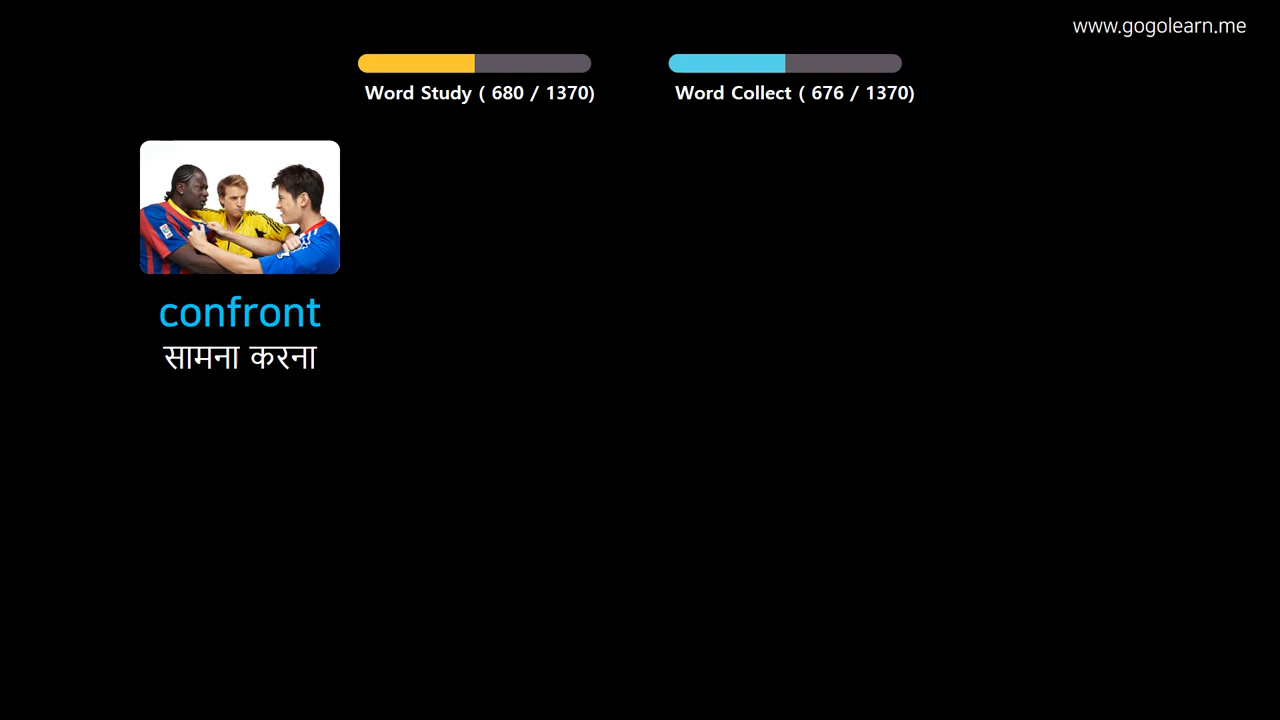 www.gogolearn.me
Word Study ( 680 / 1370)
Word Collect ( 676 / 1370)
confront
सामना करना